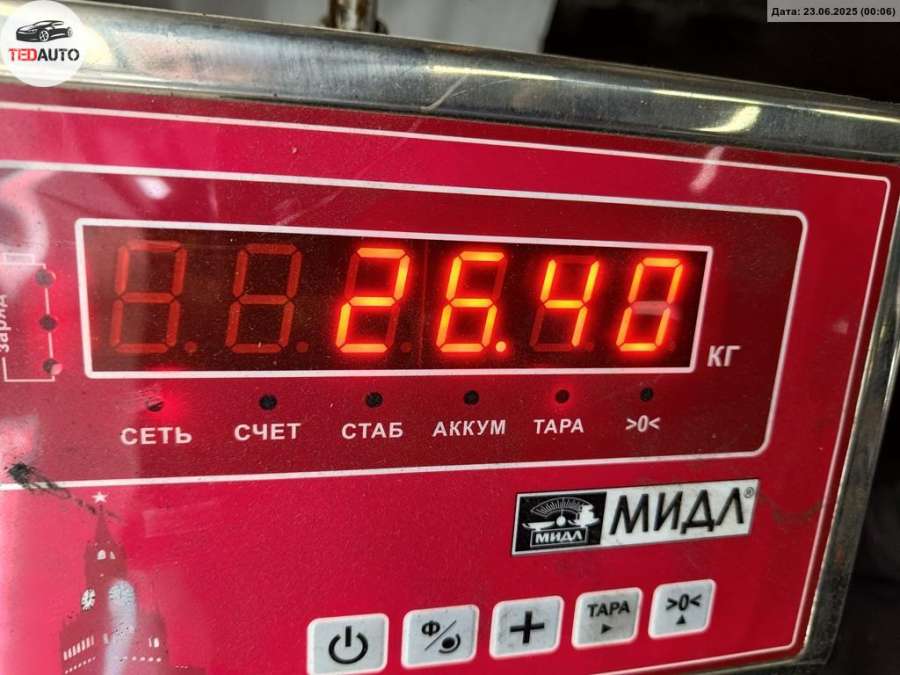 Дата: 23.06.2025 (00:06)
TEDAUTO
заряд
26.40
КГ
СЕТЬ СЧЕТ СТАБ АККУМ ТАРА >0<
МИДЛ МИДЛ®
Ф + ТАРА >0<